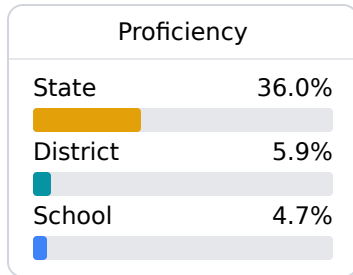 Proficiency
State 36.0%
District 5.9%
School 4.7%